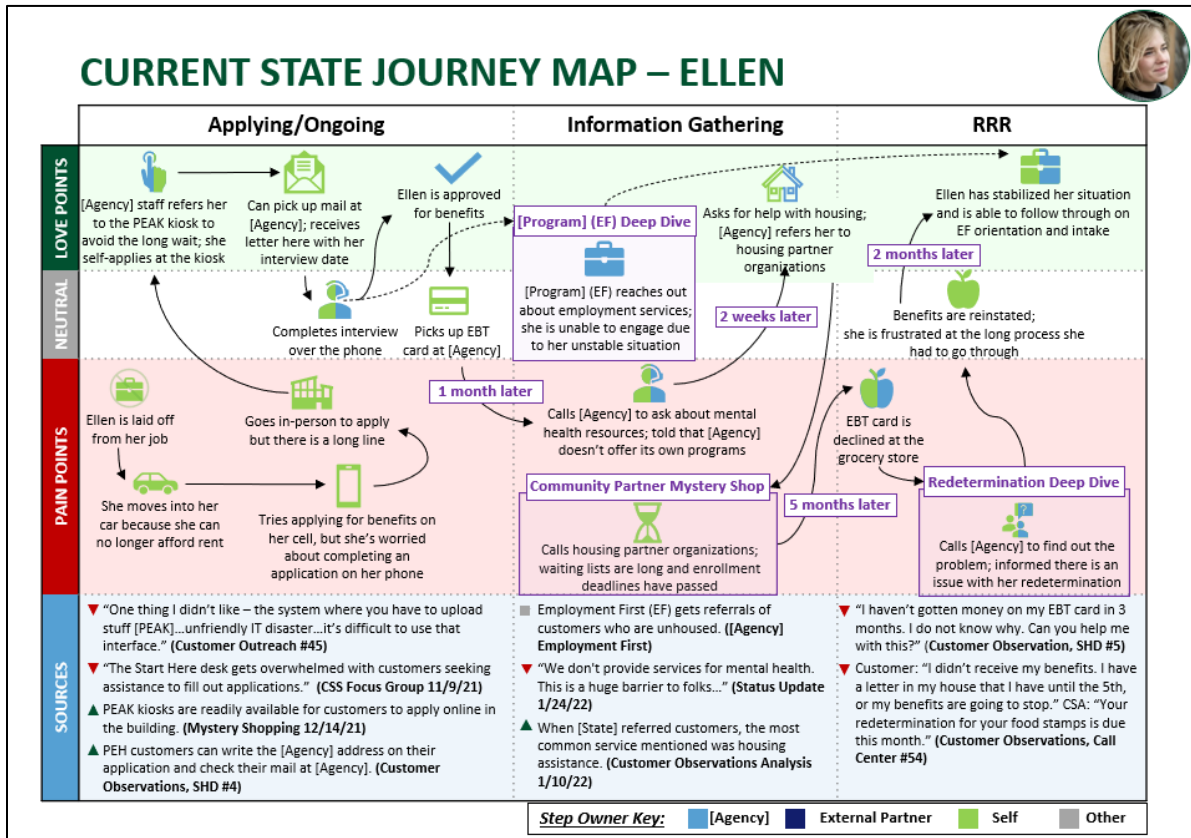 CURRENT STATE JOURNEY MAP – ELLEN
Applying/Ongoing
Information Gathering
RRR
LOVE POINTS
[Agency] staff refers her
to the PEAK kiosk to
avoid the long wait; she
self-applies at the kiosk
Can pick up mail at
[Agency]; receives
letter here with her
interview date
Ellen is approved
for benefits
[Program] (EF) Deep Dive
Asks for help with housing;
[Agency] refers her to
housing partner
organizations
Ellen has stabilized her situation
and is able to follow through on
EF orientation and intake
2 months later
NEUTRAL
Completes interview
over the phone
Picks up EBT
card at [Agency]
[Program] (EF) reaches out
about employment services;
she is unable to engage due
to her unstable situation
2 weeks later
Benefits are reinstated;
she is frustrated at the long process she
had to go through
PAIN POINTS
Ellen is laid off
from her job
Goes in-person to apply
but there is a long line
1 month later
She moves into her
car because she can
no longer afford rent
Tries applying for benefits on
her cell, but she's worried
about completing an
application on her phone
Calls [Agency] to ask about mental
health resources; told that [Agency]
doesn't offer its own programs
Community Partner Mystery Shop
Calls housing partner organizations;
waiting lists are long and enrollment
deadlines have passed
5 months later
EBT card is
declined at the
grocery store
Redetermination Deep Dive
Calls [Agency] to find out the
problem; informed there is an
issue with her redetermination
SOURCES
"One thing I didn't like – the system where you have to upload
stuff [PEAK]…unfriendly IT disaster…it's difficult to use that
interface." (Customer Outreach #45)
"The Start Here desk gets overwhelmed with customers seeking
assistance to fill out applications." (CSS Focus Group 11/9/21)
PEAK kiosks are readily available for customers to apply online in
the building. (Mystery Shopping 12/14/21)
PEH customers can write the [Agency] address on their
application and check their mail at [Agency]. (Customer
Observations, SHD #4)
Employment First (EF) gets referrals of
customers who are unhoused. ([Agency]
Employment First)
"We don't provide services for mental health.
This is a huge barrier to folks…" (Status Update
1/24/22)
When [State] referred customers, the most
common service mentioned was housing
assistance. (Customer Observations Analysis
1/10/22)
"I haven't gotten money on my EBT card in 3
months. I do not know why. Can you help me
with this?" (Customer Observation, SHD #5)
Customer: "I didn't receive my benefits. I have
a letter in my house that I have until the 5th,
or my benefits are going to stop." CSA: "Your
redetermination for your food stamps is due
this month." (Customer Observations, Call
Center #54)
Step Owner Key:
[Agency]
External Partner
Self
Other